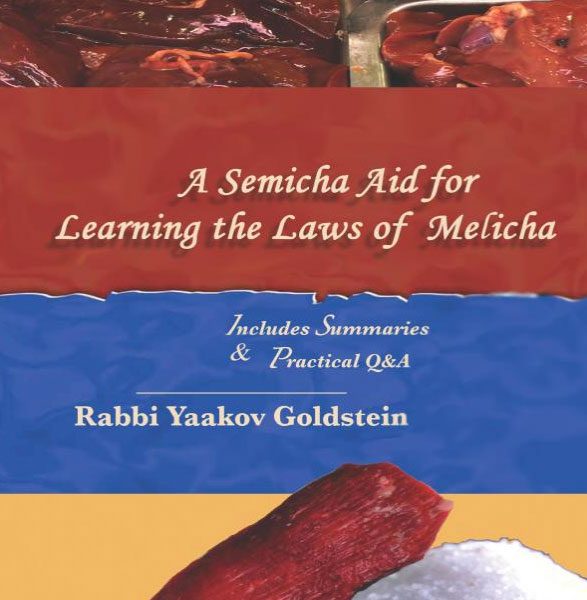 A Semicha Aid for
Learning the Laws of Melicha
Includes Summaries
& Practical Q&A
Rabbi Yaakov Goldstein